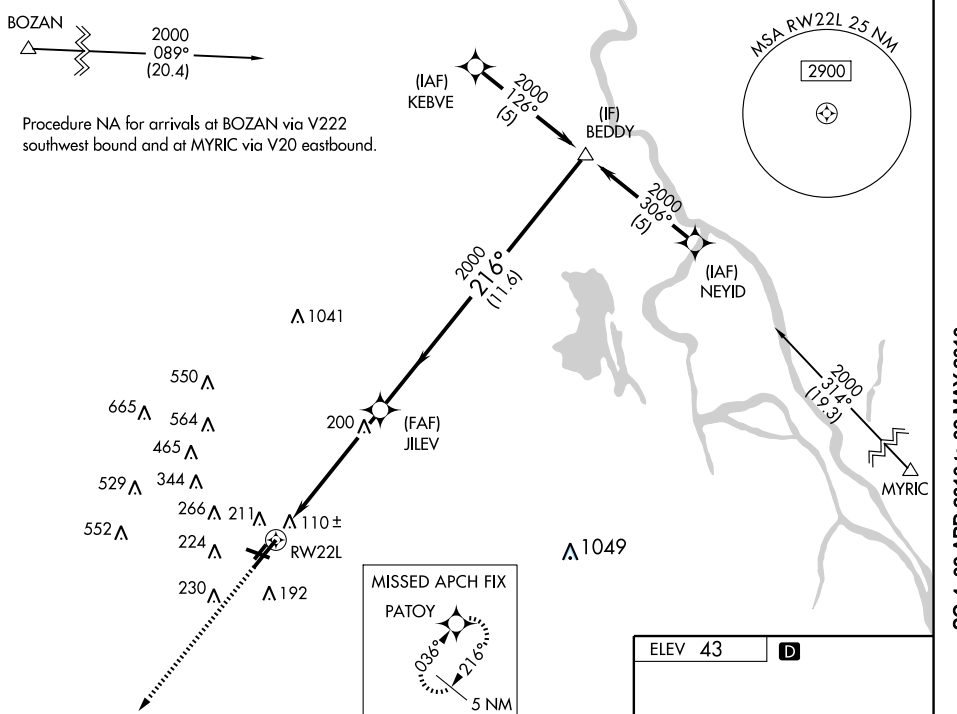 BOZAN
2000
089°
(20.4)
Procedure NA for arrivals at BOZAN via V222
southwest bound and at MYRIC via V20 eastbound.
(IAF)
KEBVE
2000
126°
(5)
(IF)
BEDDY
MSA RW22L 25 NM
2900
2000
306°
(5)
(IAF)
NEYID
2000
216°
(11.6)
1041
550
665
564
465
529
344
266
211
110 ±
552
224
230
192
200
(FAF)
JILEV
RW22L
2000
314°
(19.3)
MYRIC
1049
MISSED APCH FIX
PATOY
036°
216°
5 NM
ELEV 43
D